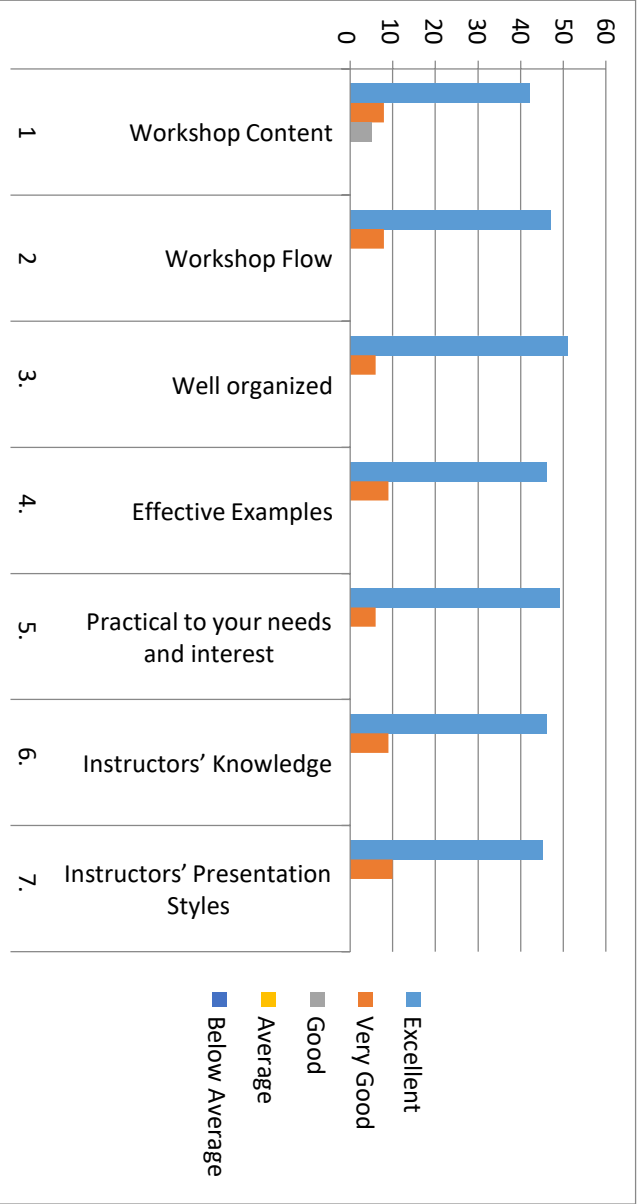 60
50
40
30
20
10
0
Workshop Content
Workshop Flow
Well organized
Effective Examples
Practical to your needs
and interest
Instructors’ Knowledge
Instructors’ Presentation
Styles
1
2
3.
4.
5.
6.
7.
Excellent
Very Good
Good
Average
Below Average